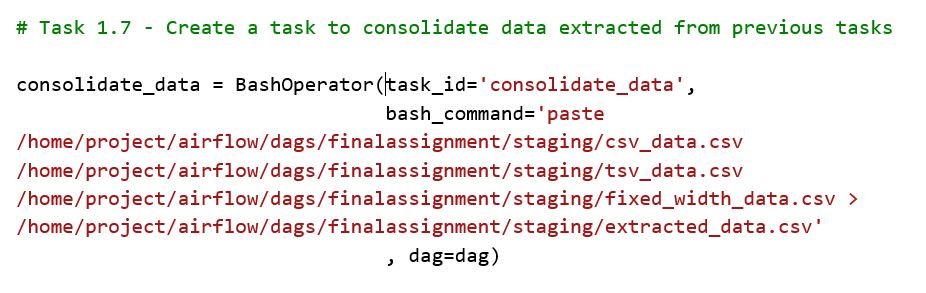 # Task 1.7 - Create a task to consolidate data extracted from previous tasks
consolidate_data = BashOperator(task_id='consolidate_data',
bash_command='paste
/home/project/airflow/dags/finalassignment/staging/csv_data.csv
/home/project/airflow/dags/finalassignment/staging/tsv_data.csv
/home/project/airflow/dags/finalassignment/staging/fixed_width_data.csv >
/home/project/airflow/dags/finalassignment/staging/extracted_data.csv'
, dag=dag)